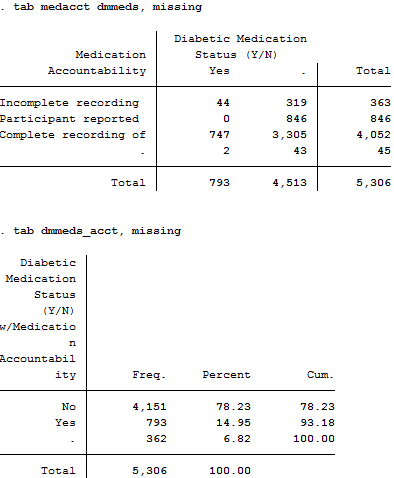 . tab medacct dmmeds, missing
Diabetic Medication
Medication Status (Y/N)
Accountability Yes . Total
Incomplete recording 44 319 363
Participant reported 0 846 846
Complete recording of 747 3,305 4,052
. 2 43 45
Total 793 4,513 5,306
. tab dmmeds_acct, missing
Diabetic
Medication
Status
(Y/N)
w/Medicatio
n
Accountabil
ity Freq. Percent Cum.
No 4,151 78.23 78.23
Yes 793 14.95 93.18
. 362 6.82 100.00
Total 5,306 100.00